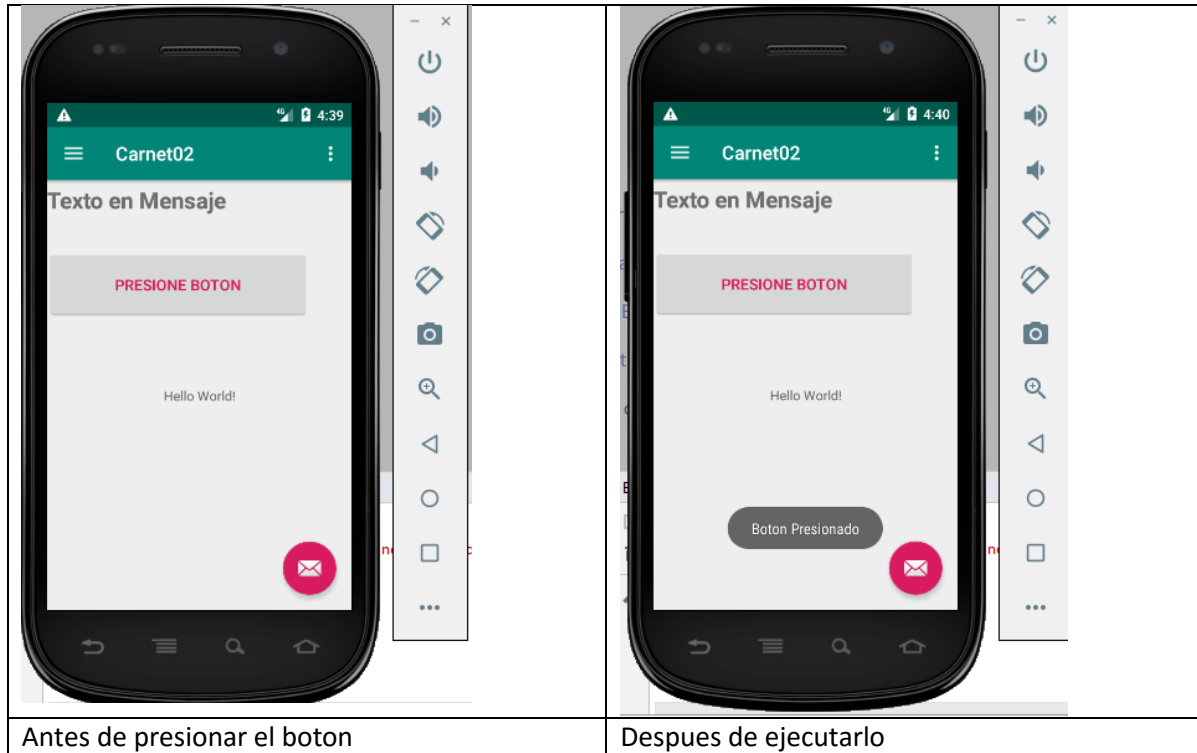 4:39
Carnet02
Texto en Mensaje
PRESIONE BOTON
Hello World!
Antes de presionar el boton
4:40
Carnet02
Texto en Mensaje
PRESIONE BOTON
Hello World!
Boton Presionado
Despues de ejecutarlo